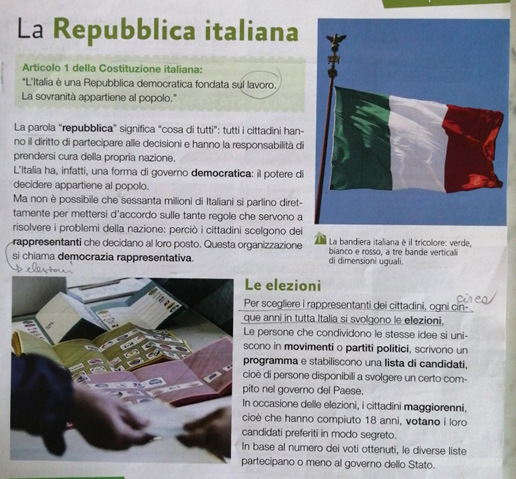 La Repubblica italiana
Articolo 1 della Costituzione italiana:
“L’Italia è una Repubblica democratica fondata sul lavoro.
La sovranità appartiene al popolo.”
La parola “repubblica” significa “cosa di tutti”: tutti i cittadini han-
no il diritto di partecipare alle decisioni e hanno la responsabilità di
prendersi cura della propria nazione.
L’Italia ha, infatti, una forma di governo democratica: il potere di
decidere appartiene al popolo.
Ma non è possibile che sessanta milioni di Italiani si parlino diret-
tamente per mettersi d’accordo sulle tante regole che servono a
risolvere i problemi della nazione: perciò i cittadini scelgono dei
rappresentanti che decidano al loro posto. Questa organizzazione
si chiama democrazia rappresentativa.
elezioni
La bandiera italiana è il tricolore: verde,
bianco e rosso, a tre bande verticali
di dimensioni uguali.
Le elezioni
circa
Per scegliere i rappresentanti dei cittadini, ogni cin-
que anni in tutta Italia si svolgono le elezioni.
Le persone che condividono le stesse idee si uni-
scono in movimenti o partiti politici, scrivono un
programma e stabiliscono una lista di candidati,
cioè di persone disponibili a svolgere un certo com-
pito nel governo del Paese.
In occasione delle elezioni, i cittadini maggiorenni,
cioè che hanno compiuto 18 anni, votano i loro
candidati preferiti in modo segreto.
In base al numero dei voti ottenuti, le diverse liste
partecipano o meno al governo dello Stato.